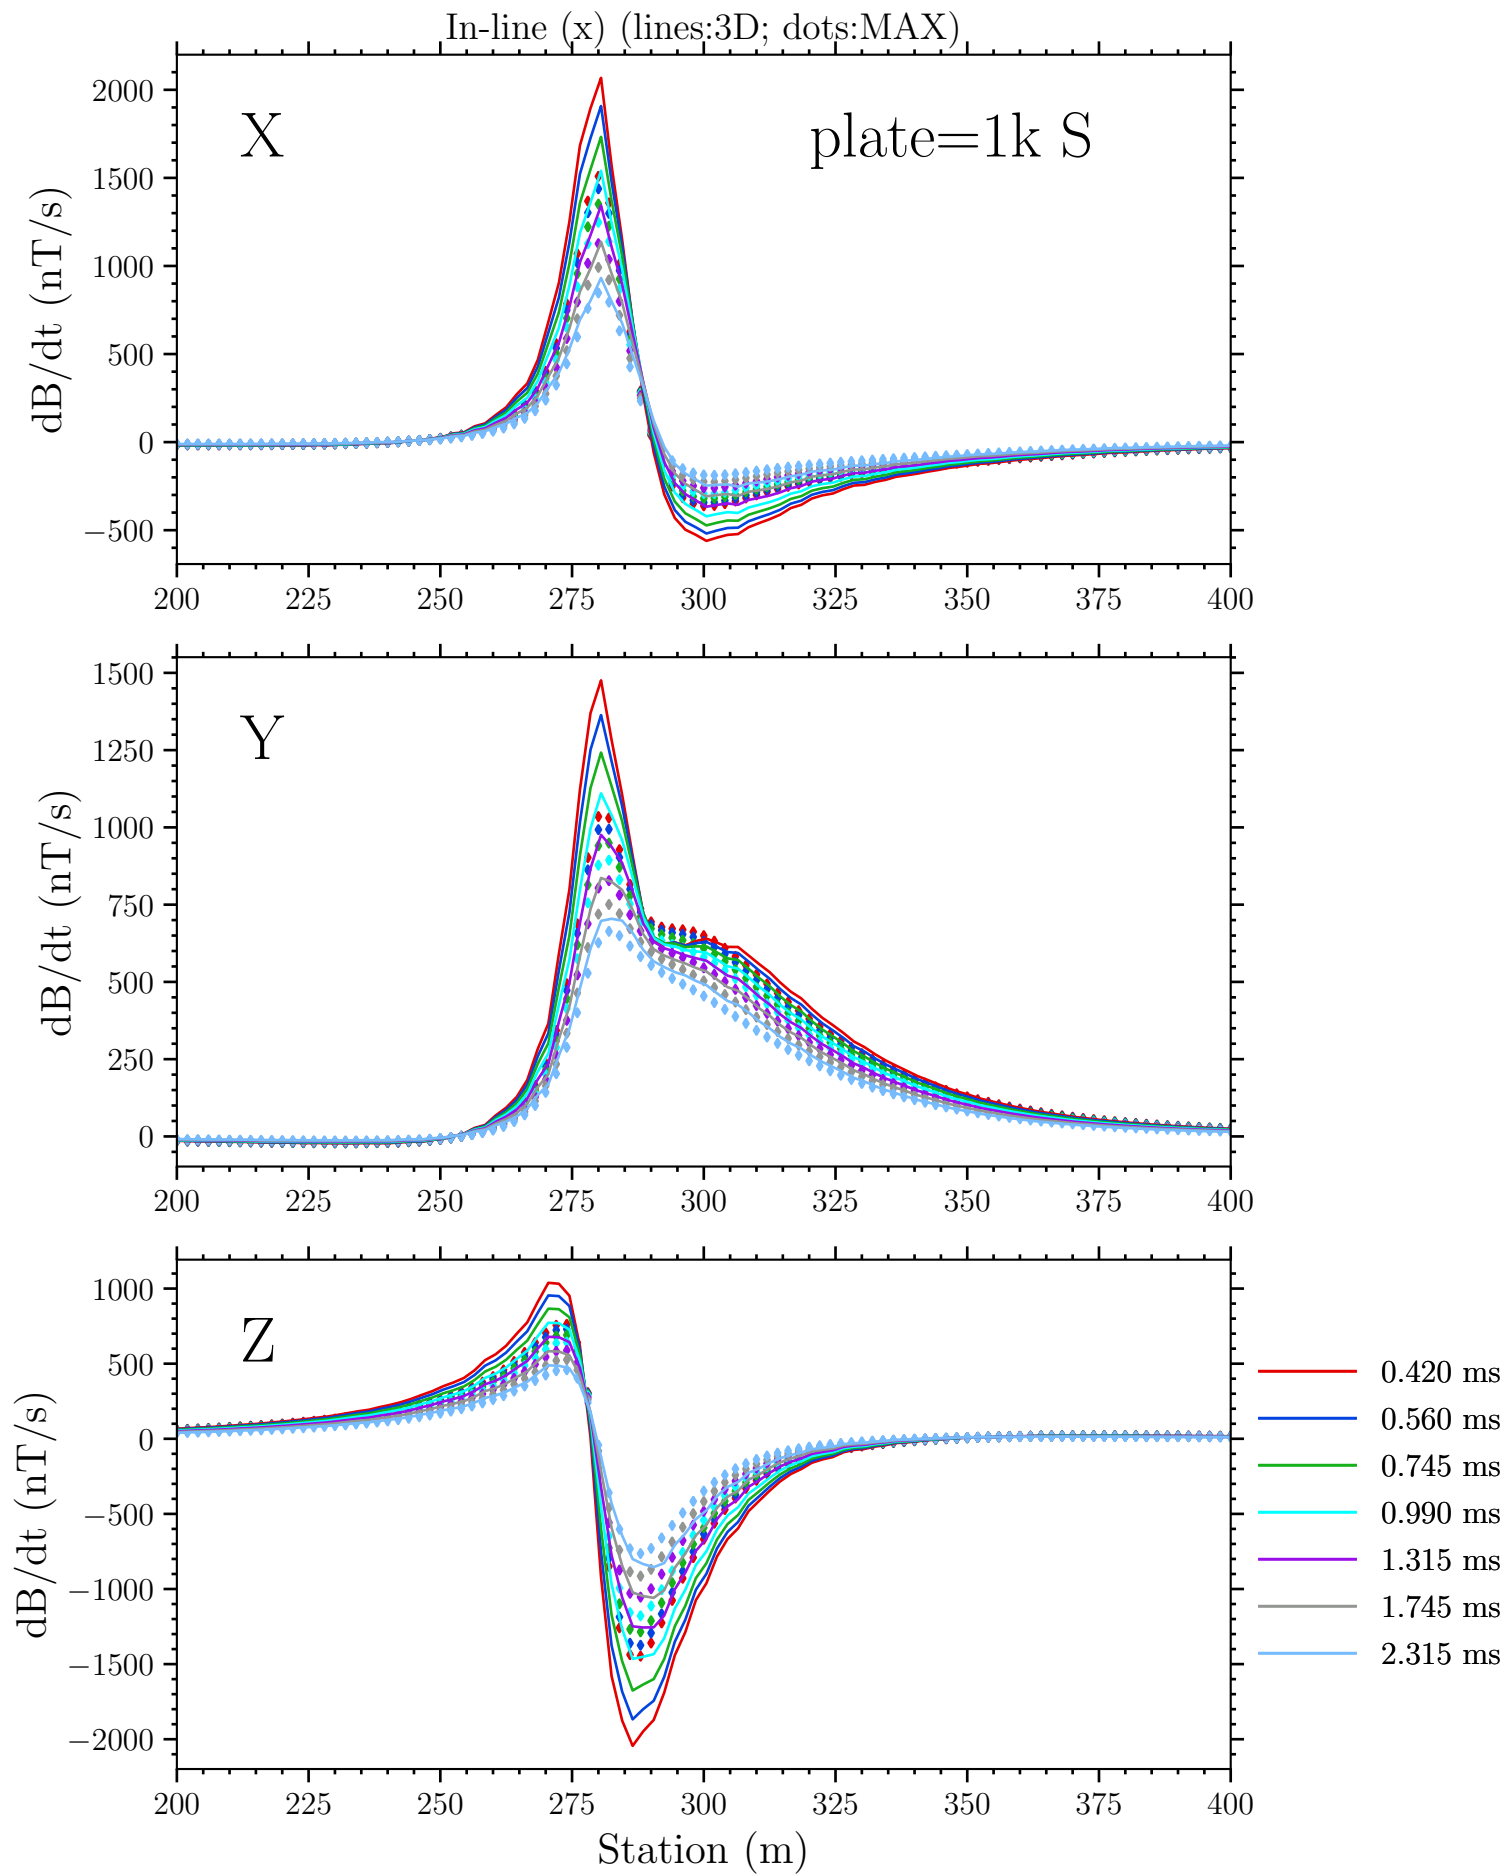 In-line (x) (lines:3D; dots:MAX)
X
plate=1k S
dB/dt (nT/s)
2000
1500
1000
500
0
−500
200 225 250 275 300 325 350 375 400
Y
dB/dt (nT/s)
1500
1250
1000
750
500
250
0
200 225 250 275 300 325 350 375 400
Z
dB/dt (nT/s)
1000
500
0
−500
−1000
−1500
−2000
200 225 250 275 300 325 350 375 400
Station (m)
0.420 ms
0.560 ms
0.745 ms
0.990 ms
1.315 ms
1.745 ms
2.315 ms